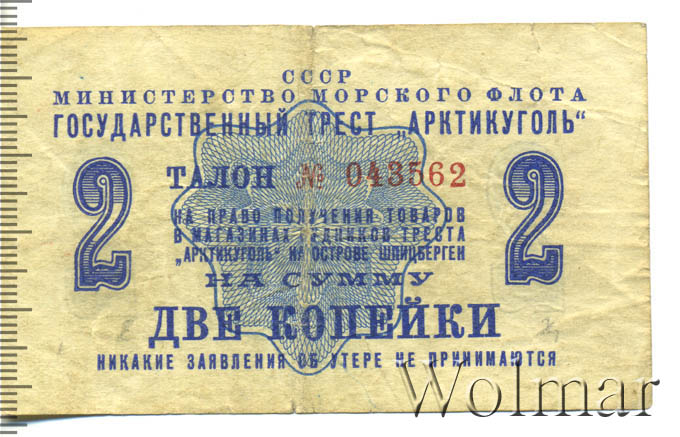 СССР
МИНИСТЕРСТВО МОРСКОГО ФЛОТА
ГОСУДАРСТВЕННЫЙ ТРЕСТ „АРКТИКУГОЛЬ“
2 ТАЛОН № 043562 2
НА ПРАВО ПОЛУЧЕНИЯ ТОВАРОВ
В МАГАЗИНАХ РУДНИКОВ ТРЕСТА
„АРКТИКУГОЛЬ“ НА ОСТРОВЕ ШПИЦБЕРГЕН
НА СУММУ
ДВЕ КОПЕЙКИ
НИКАКИЕ ЗАЯВЛЕНИЯ ОБ УТЕРЕ НЕ ПРИНИМАЮТСЯ
Wolmar